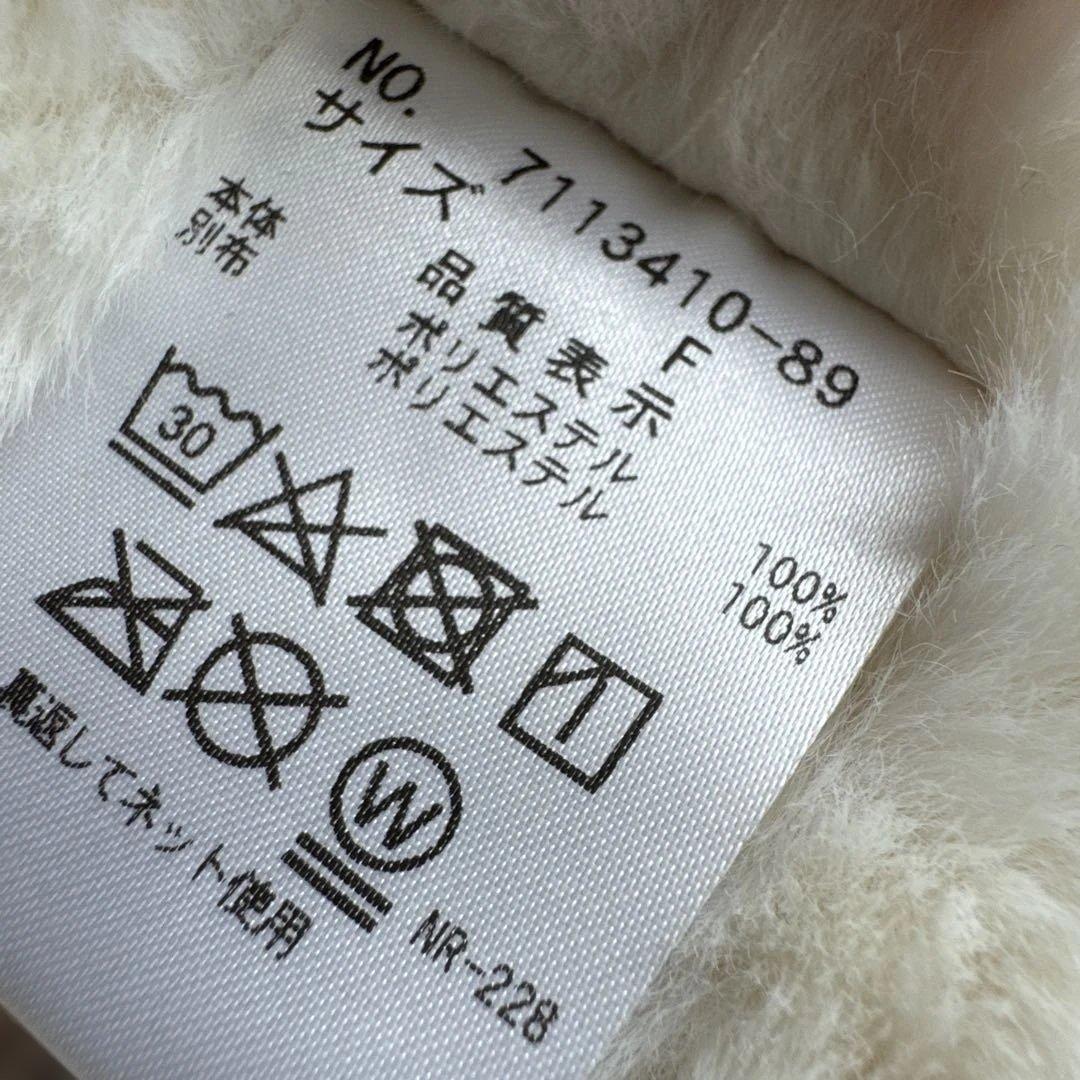 NO. 7113410-89
サイズ F
品質表示
本体 ポリエステル 100%
別布 ポリエステル 100%
30
W
裏返してネット使用
NR-228